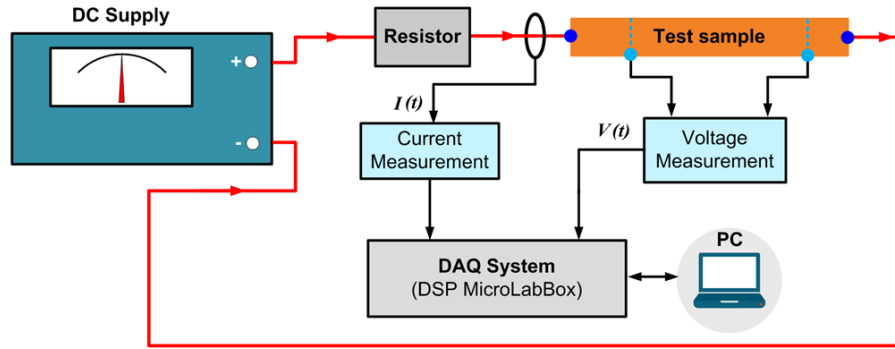 DC Supply
+
-
Resistor
Test sample
I(t)
Current
Measurement
V(t)
Voltage
Measurement
DAQ System
(DSP MicroLabBox)
PC